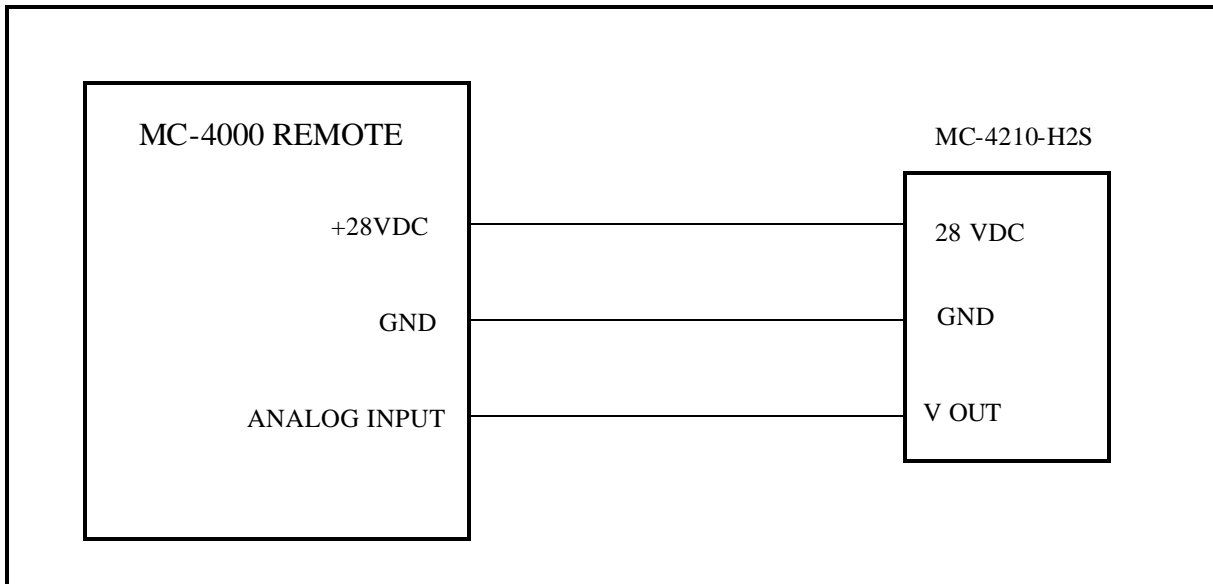 MC-4000 REMOTE
MC-4210-H2S
+28VDC
28 VDC
GND
GND
ANALOG INPUT
V OUT